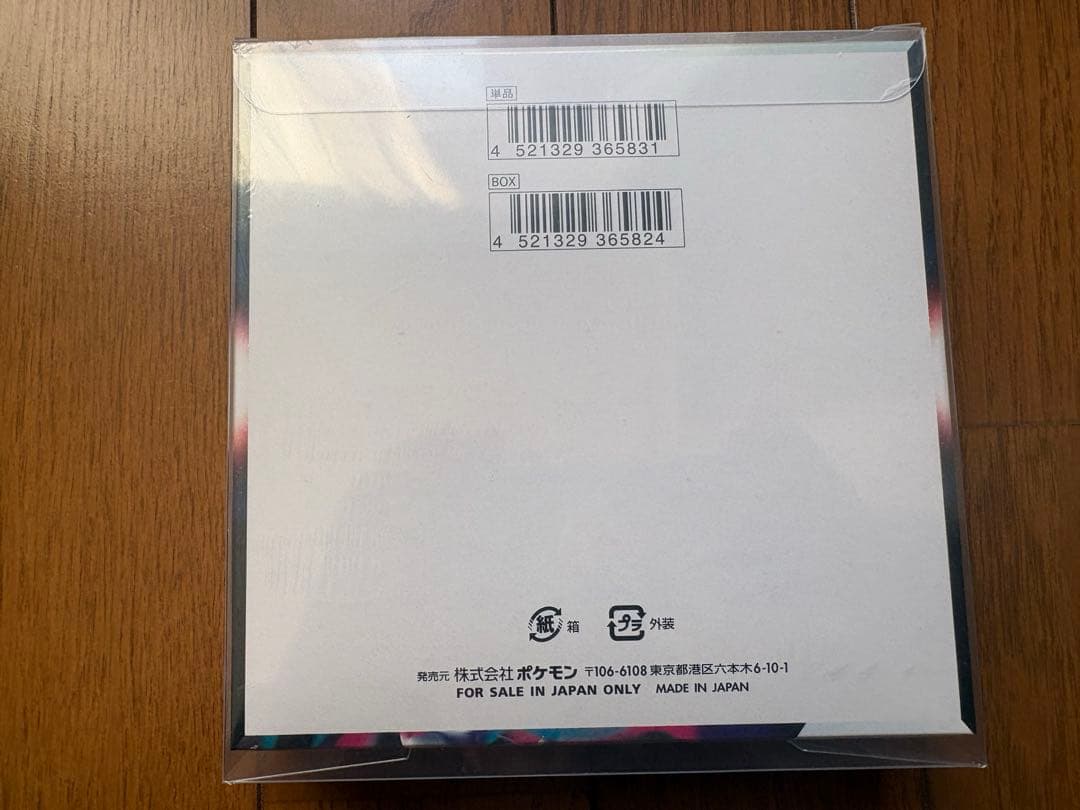 単品
4 521329 365831
BOX
4 521329 365824
紙 箱 プラ 外装
発売元 株式会社 ポケモン 〒106-6108 東京都港区六本木6-10-1
FOR SALE IN JAPAN ONLY MADE IN JAPAN